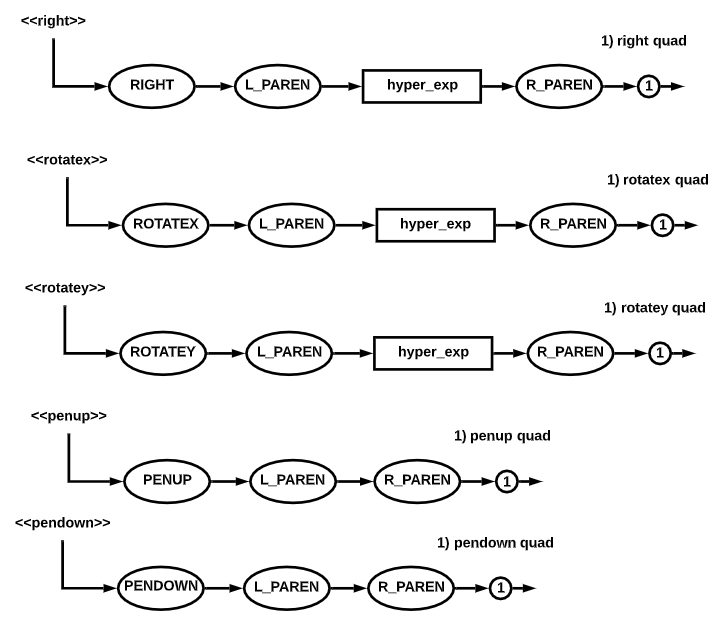 <<right>>
1) right quad
RIGHT L_PAREN hyper_exp R_PAREN 1
<<rotatex>>
1) rotatex quad
ROTATEX L_PAREN hyper_exp R_PAREN 1
<<rotatey>>
1) rotatey quad
ROTATEY L_PAREN hyper_exp R_PAREN 1
<<penup>>
1) penup quad
PENUP L_PAREN R_PAREN 1
<<pendown>>
1) pendown quad
PENDOWN L_PAREN R_PAREN 1